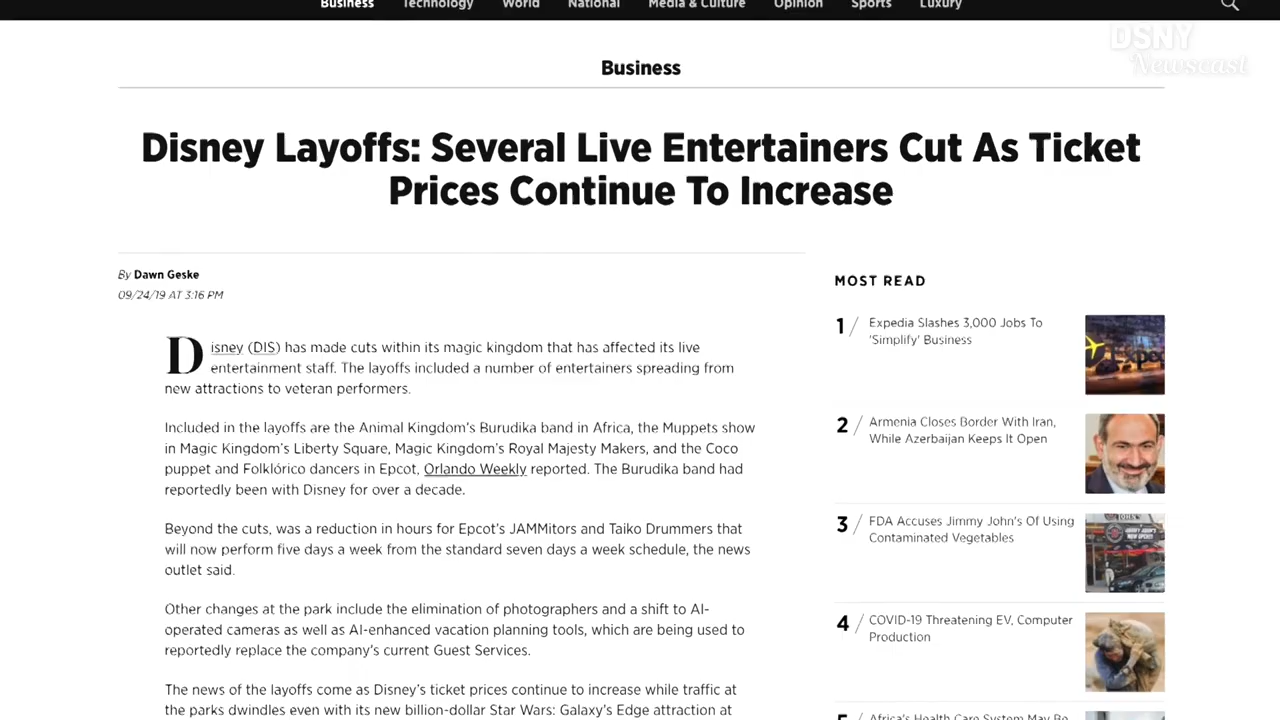 Business Technology World National Media & Culture Opinion Sports Luxury
DSNY
Newscast
Business
Disney Layoffs: Several Live Entertainers Cut As Ticket
Prices Continue To Increase
By Dawn Geske
09/24/19 AT 3:16 PM
Disney (DIS) has made cuts within its magic kingdom that has affected its live
entertainment staff. The layoffs included a number of entertainers spreading from
new attractions to veteran performers.
Included in the layoffs are the Animal Kingdom's Burudika band in Africa, the Muppets show
in Magic Kingdom's Liberty Square, Magic Kingdom's Royal Majesty Makers, and the Coco
puppet and Folklórico dancers in Epcot, Orlando Weekly reported. The Burudika band had
reportedly been with Disney for over a decade.
Beyond the cuts, was a reduction in hours for Epcot's JAMMitors and Taiko Drummers that
will now perform five days a week from the standard seven days a week schedule, the news
outlet said.
Other changes at the park include the elimination of photographers and a shift to AI-
operated cameras as well as AI-enhanced vacation planning tools, which are being used to
reportedly replace the company's current Guest Services.
The news of the layoffs come as Disney's ticket prices continue to increase while traffic at
the parks dwindles even with its new billion-dollar Star Wars: Galaxy's Edge attraction at
MOST READ
1 / Expedia Slashes 3,000 Jobs To
'Simplify' Business
2 / Armenia Closes Border With Iran,
While Azerbaijan Keeps It Open
3 / FDA Accuses Jimmy John's Of Using
Contaminated Vegetables
4 / COVID-19 Threatening EV, Computer
Production
5 / Africa's Health Care System May Be